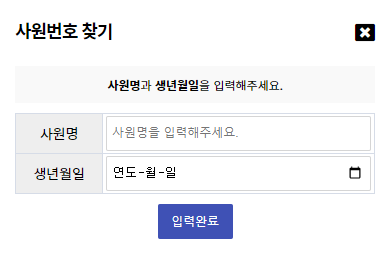 사원번호 찾기
사원명과 생년월일을 입력해주세요.
사원명
사원명을 입력해주세요.
생년월일
연도-월-일
입력완료